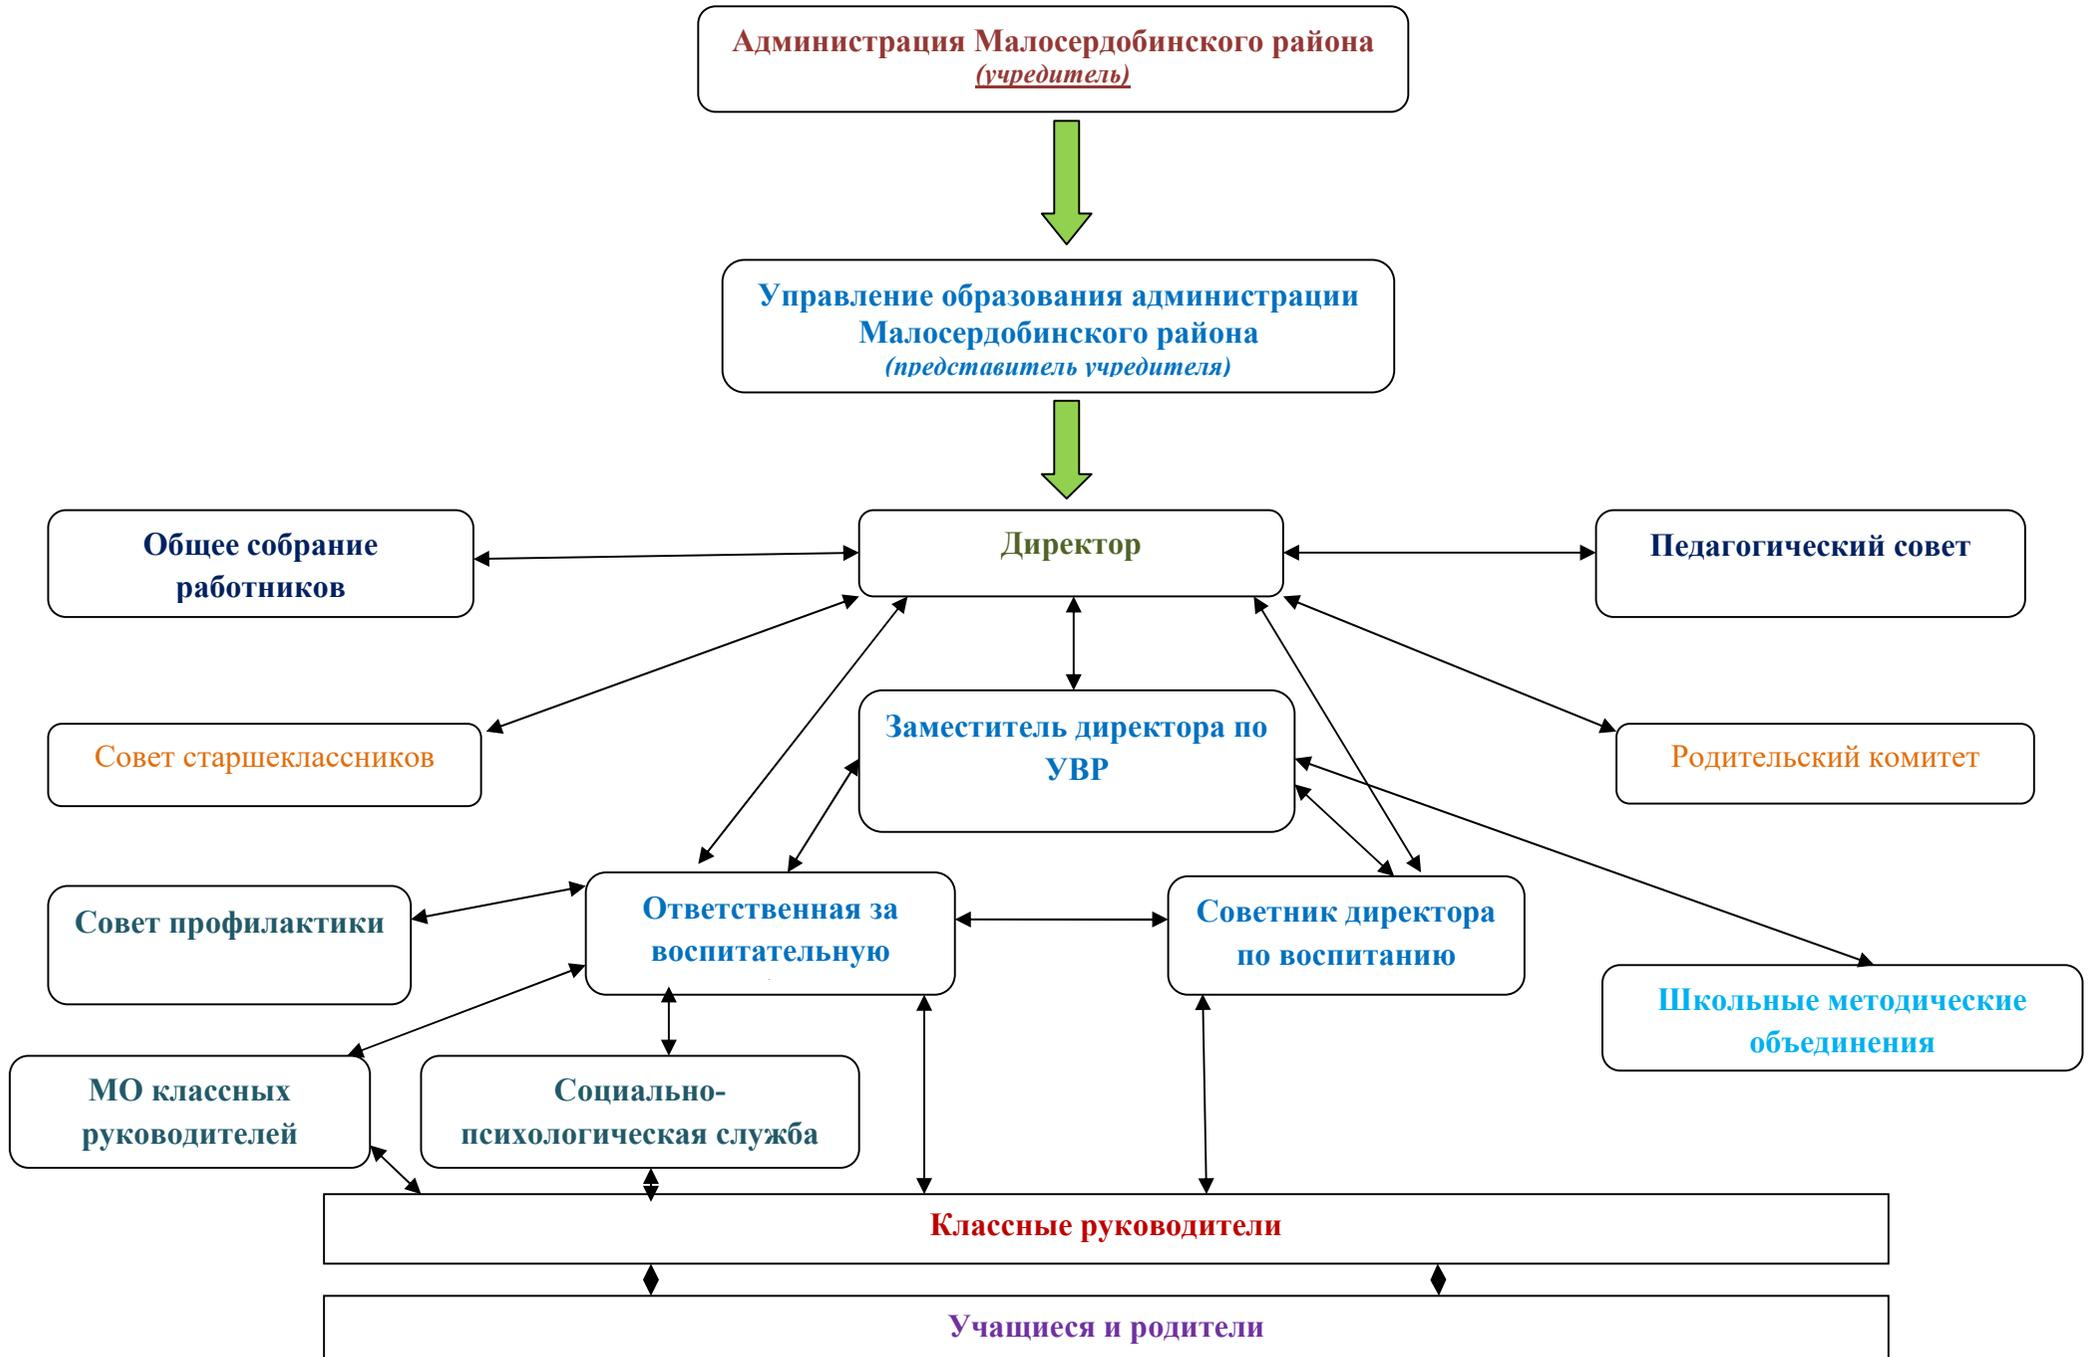 Администрация Малосердобинского района
(учредитель)
Управление образования администрации
Малосердобинского района
(представитель учредителя)
Общее собрание
работников
Директор
Педагогический совет
Совет старшеклассников
Заместитель директора по
УВР
Родительский комитет
Совет профилактики
Ответственная за
воспитательную
Советник директора
по воспитанию
Школьные методические
объединения
МО классных
руководителей
Социально-
психологическая служба
Классные руководители
Учащиеся и родители